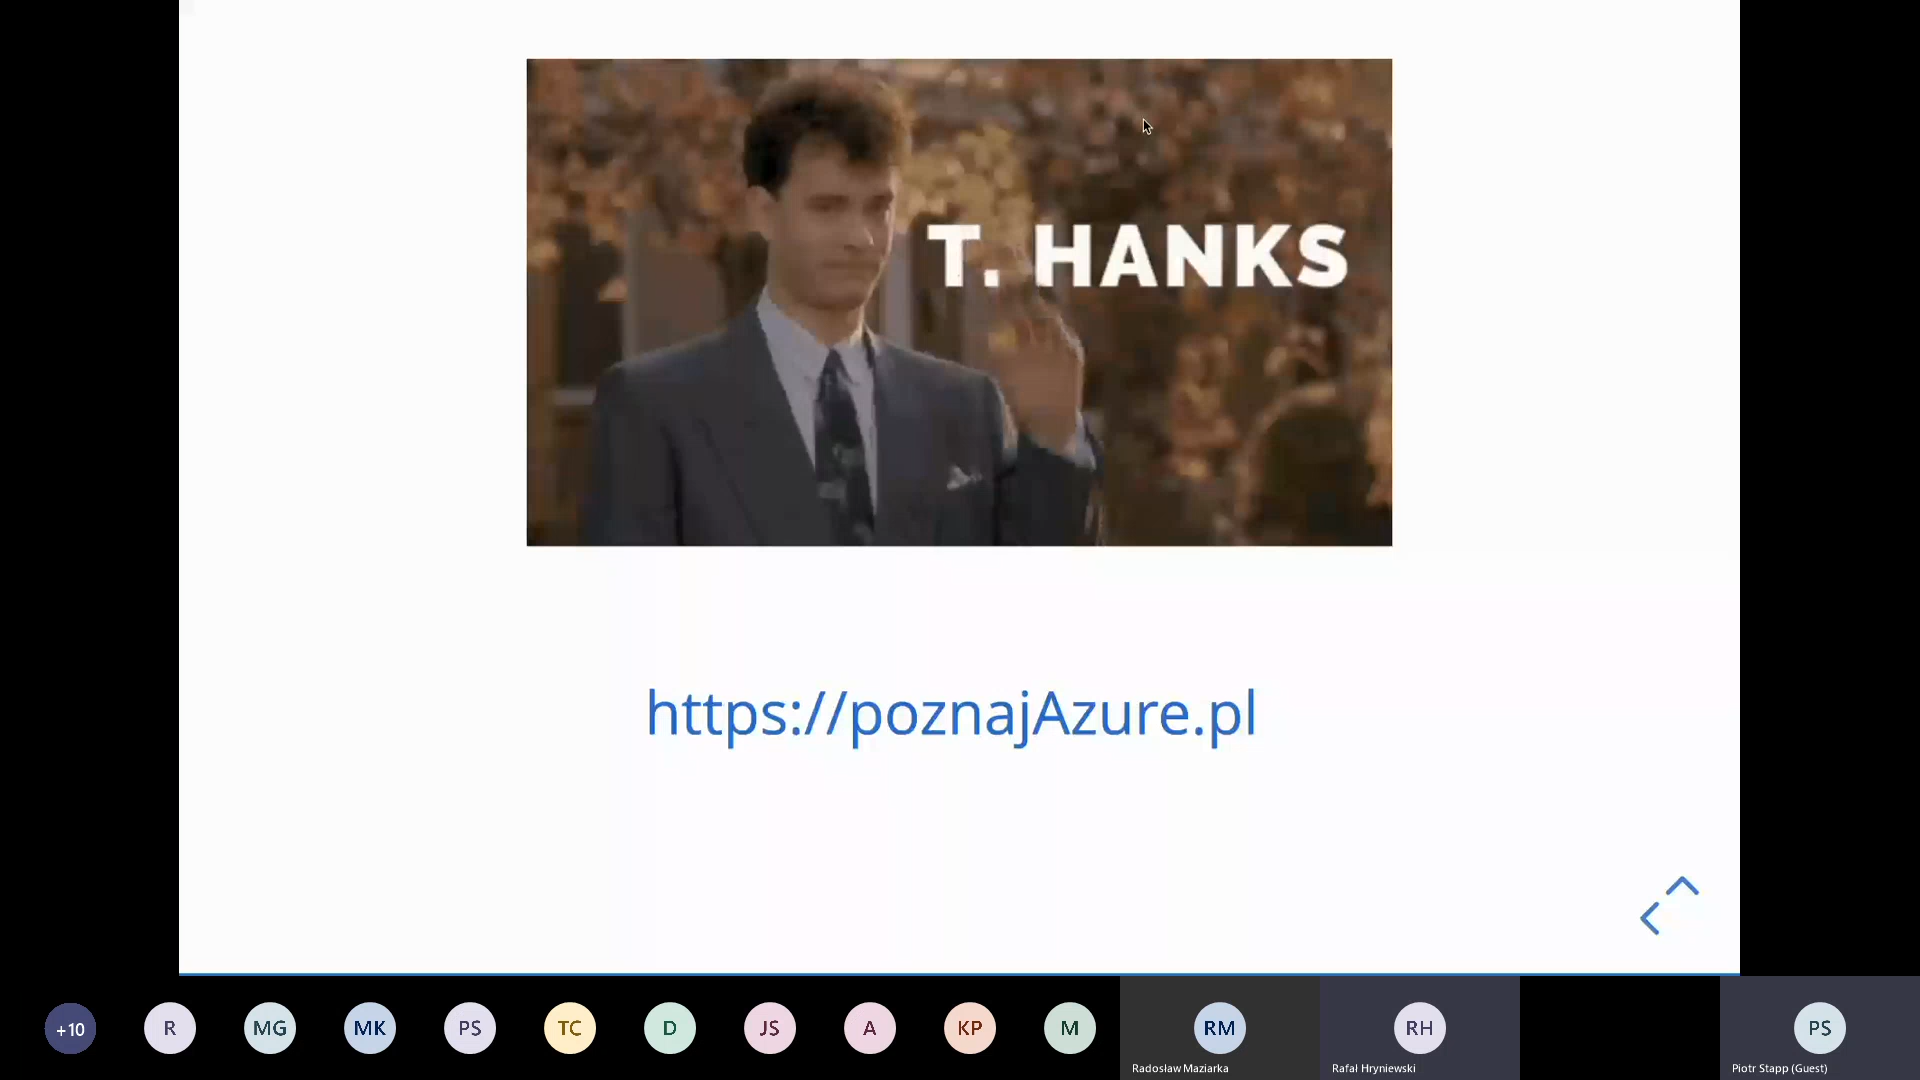 T. HANKS
https://poznajAzure.pl
+10
R
MG
MK
PS
TC
D
JS
A
KP
M
RM
RH
PS
Radosław Maziarka
Rafał Hryniewski
Piotr Stapp (Guest)